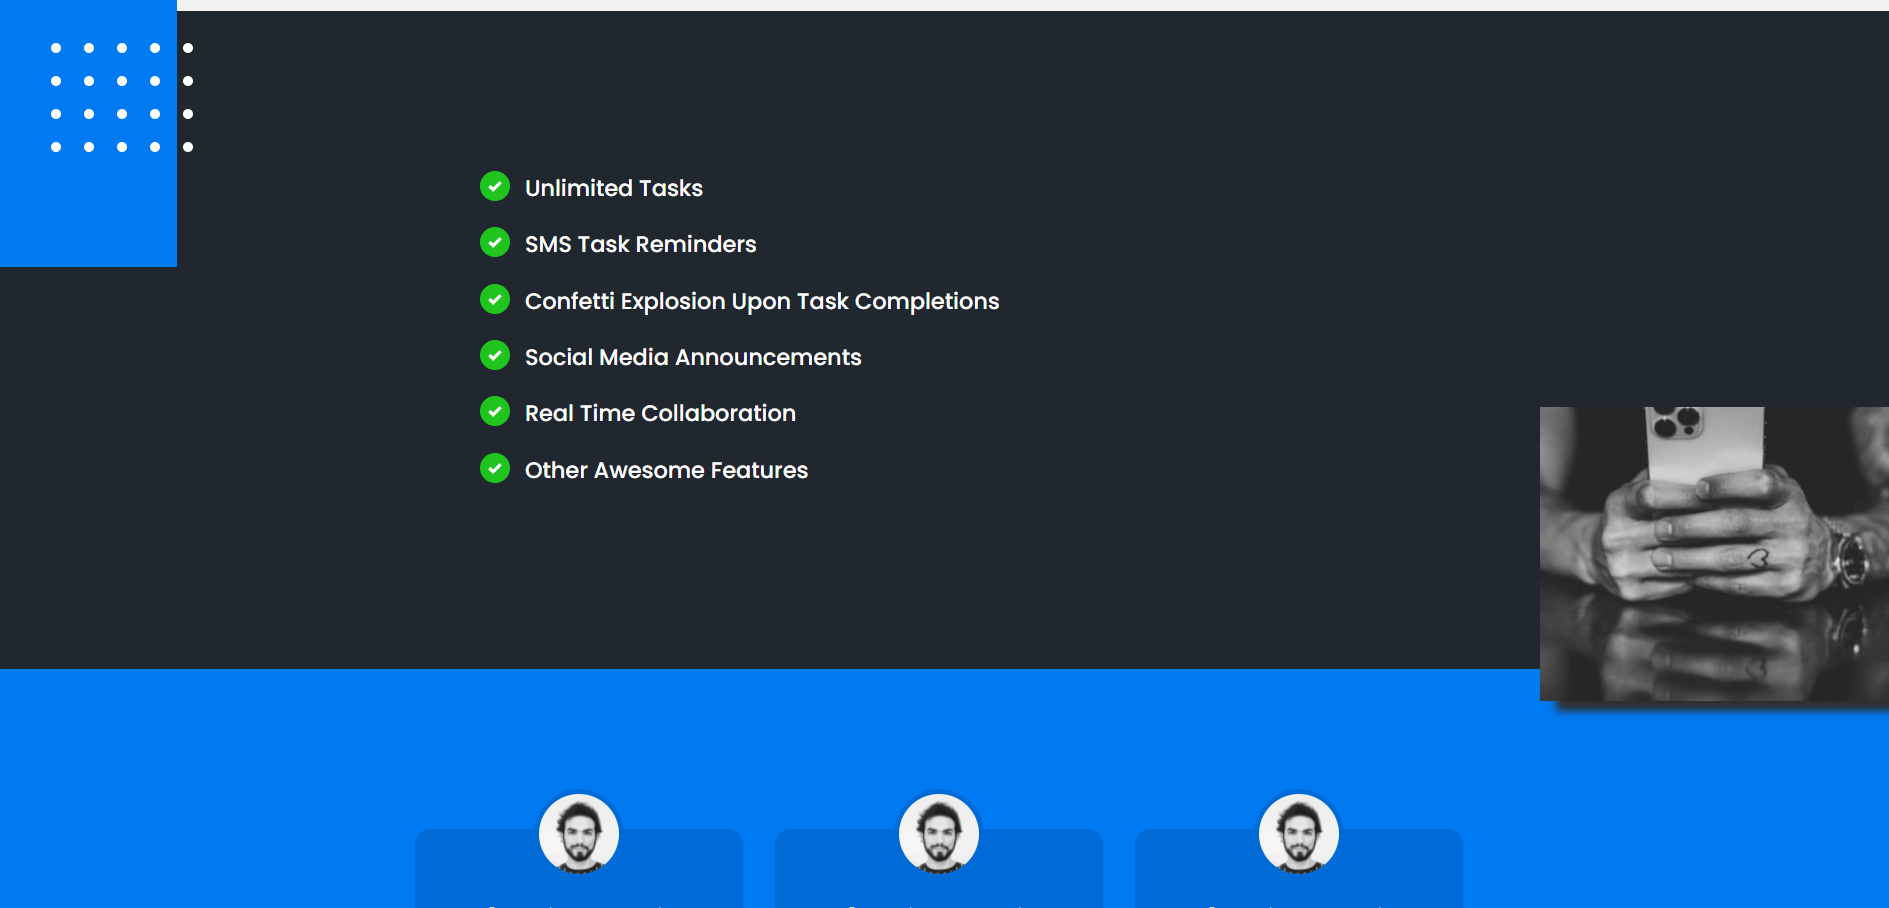 Unlimited Tasks
SMS Task Reminders
Confetti Explosion Upon Task Completions
Social Media Announcements
Real Time Collaboration
Other Awesome Features